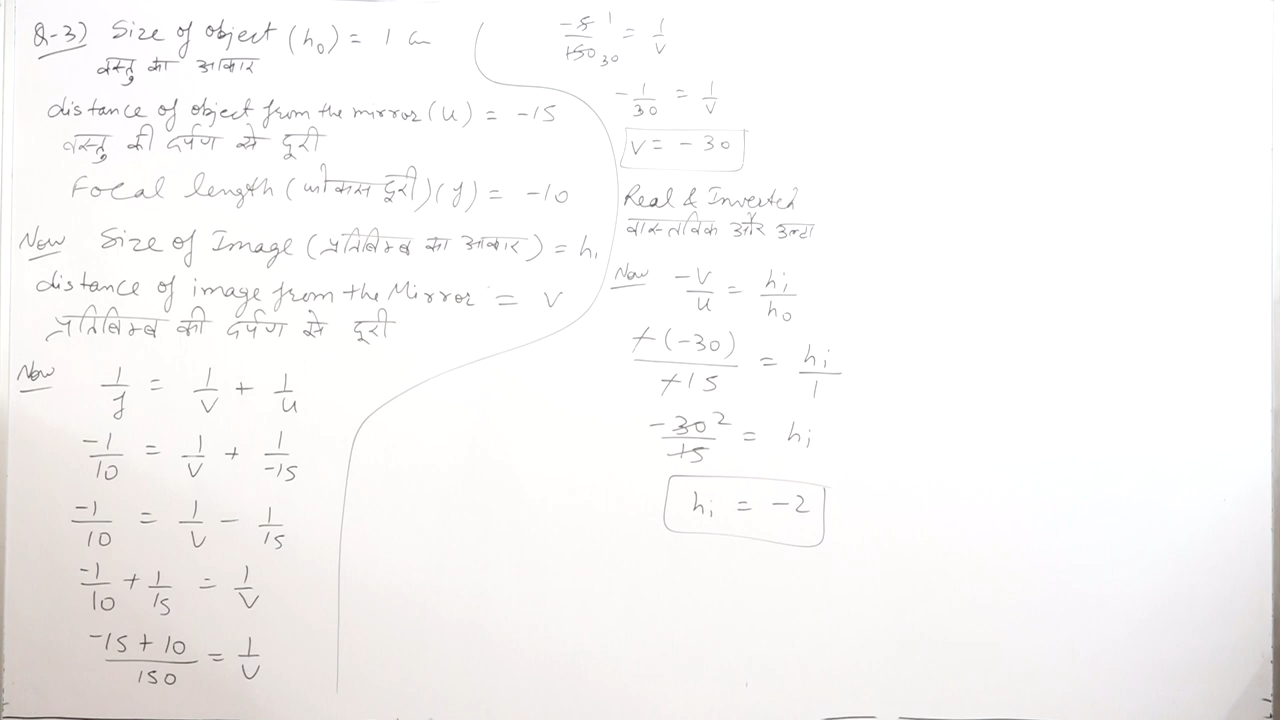 Q-3) Size of object (h₀) = 1 cm
वस्तु का आकार
distance of object from the mirror (u) = -15
वस्तु की दर्पण से दूरी
Focal length (फोकस दूरी) (f) = -10
Now Size of Image (प्रतिबिम्ब का आकार) = hᵢ
distance of image from the Mirror = v
प्रतिबिम्ब की दर्पण से दूरी
Now 1/f = 1/v + 1/u
-1/10 = 1/v + 1/-15
-1/10 = 1/v - 1/15
-1/10 + 1/15 = 1/v
-15+10/150 = 1/v
-5 1/150 30 = 1/v
-1/30 = 1/v
v = -30
Real & Inverted
वास्तविक और उल्टा
Now -v/u = hᵢ/h₀
-(-30)/-15 = hᵢ/1
-30 2/15 = hᵢ
hᵢ = -2